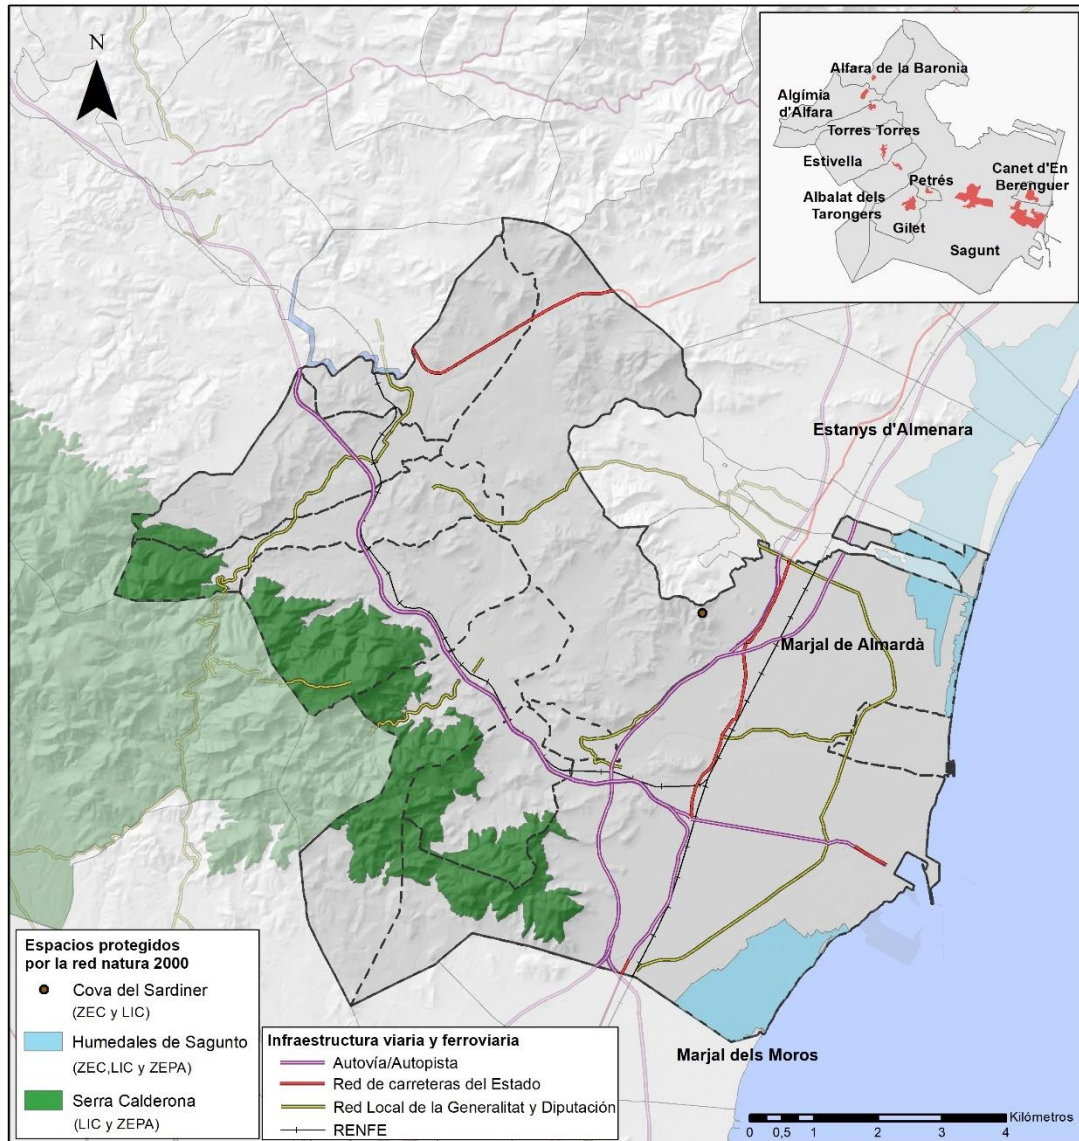 N
Alfara de la Baronia
Algímia
d'Alfara
Torres Torres
Estivella
Petrés
Canet d'En
Berenguer
Albalat dels
Tarongers
Gilet
Sagunt
Estanys d'Almenara
Marjal de Almardà
Marjal dels Moros
Espacios protegidos
por la red natura 2000
Cova del Sardiner
(ZEC y LIC)
Humedales de Sagunto
(ZEC,LIC y ZEPA)
Serra Calderona
(LIC y ZEPA)
Infraestructura viaria y ferroviaria
Autovía/Autopista
Red de carreteras del Estado
Red Local de la Generalitat y Diputación
RENFE
Kilómetros
0 0,5 1 2 3 4